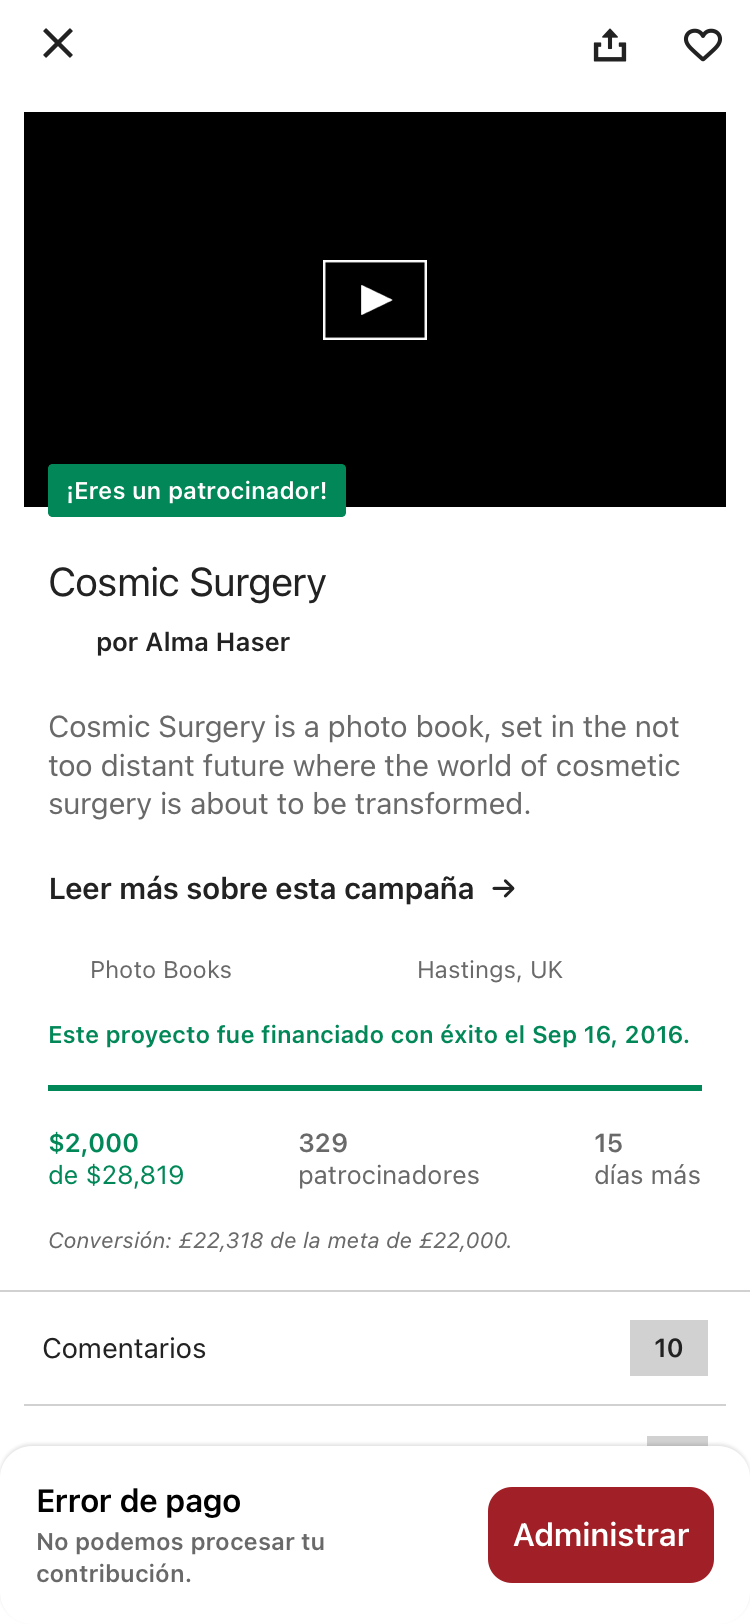 ¡Eres un patrocinador!
Cosmic Surgery
por Alma Haser
Cosmic Surgery is a photo book, set in the not
too distant future where the world of cosmetic
surgery is about to be transformed.
Leer más sobre esta campaña →
Photo Books
Hastings, UK
Este proyecto fue financiado con éxito el Sep 16, 2016.
$2,000
de $28,819
329
patrocinadores
15
días más
Conversión: £22,318 de la meta de £22,000.
Comentarios
10
Error de pago
No podemos procesar tu
contribución.
Administrar